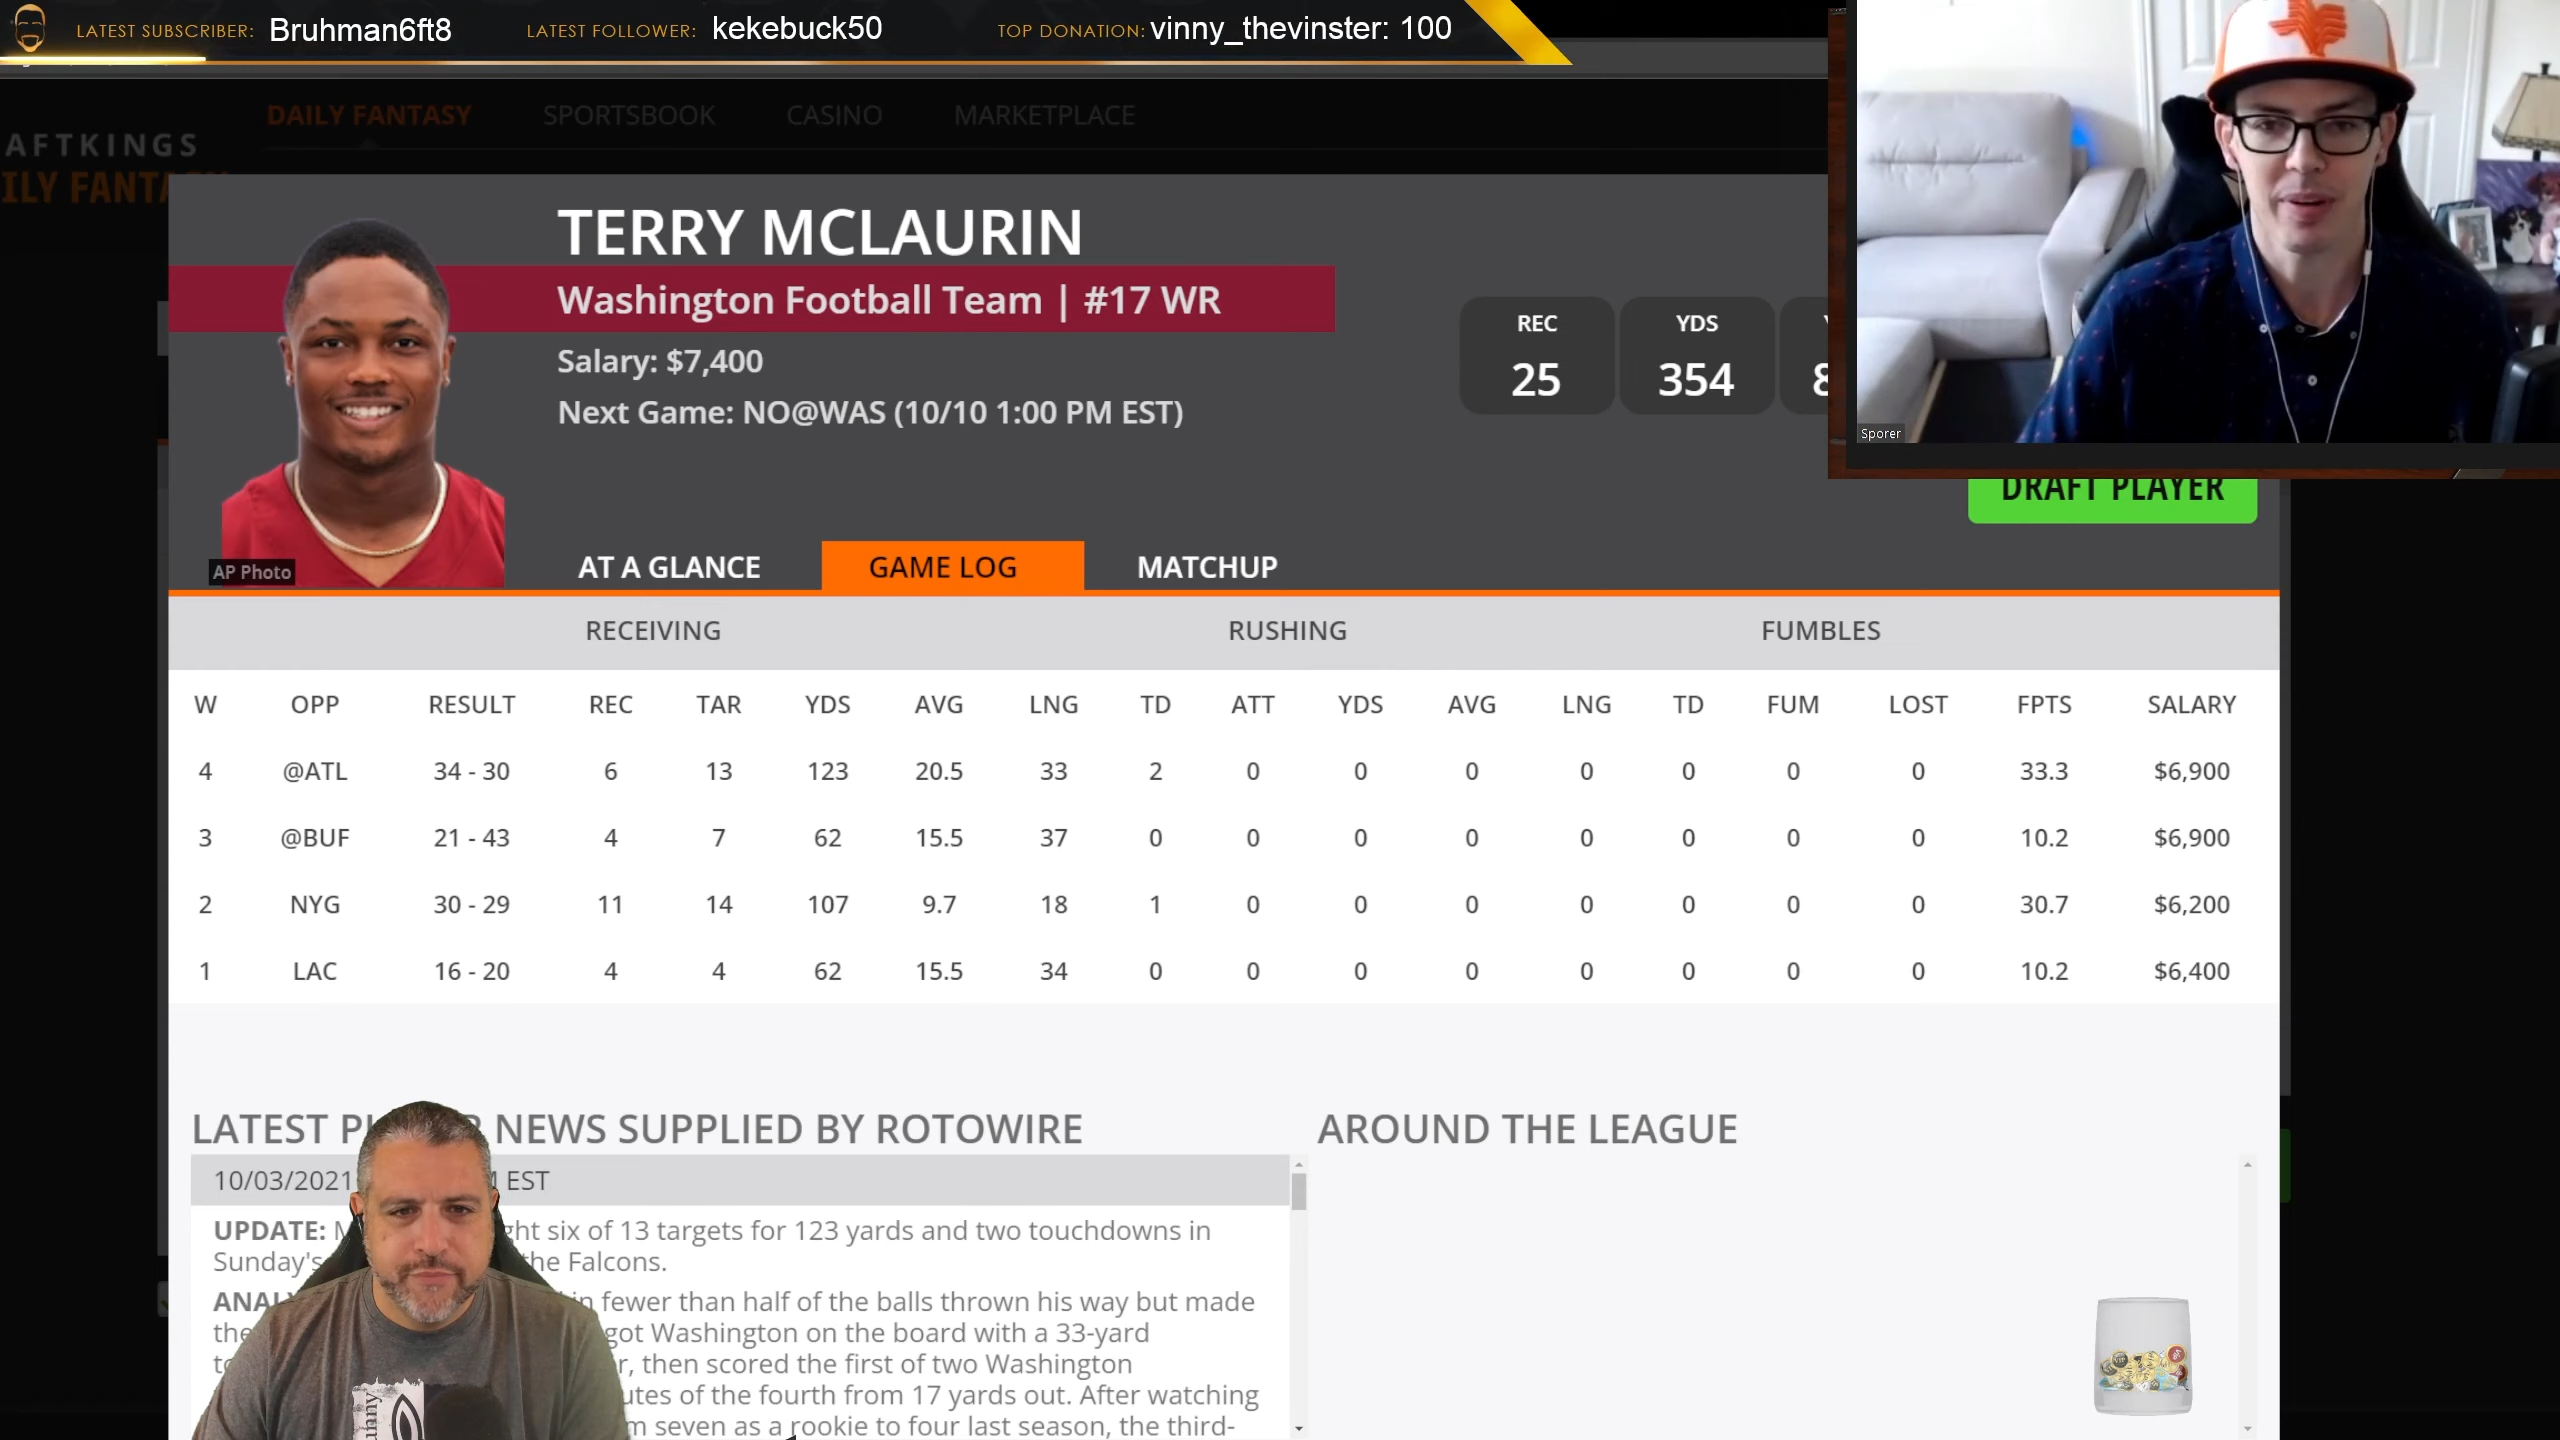 LATEST SUBSCRIBER: Bruhman6ft8 LATEST FOLLOWER: kekebuck50 TOP DONATION: vinny_thevinster: 100
DAILY FANTASY SPORTSBOOK CASINO MARKETPLACE
AFTKINGS
ILY FANTA
TERRY MCLAURIN
Washington Football Team | #17 WR
Salary: $7,400
Next Game: NO@WAS (10/10 1:00 PM EST)
REC YDS
25 354 8
Sporer
DRAFT PLAYER
AP Photo
AT A GLANCE GAME LOG MATCHUP
RECEIVING RUSHING FUMBLES
W OPP RESULT REC TAR YDS AVG LNG TD ATT YDS AVG LNG TD FUM LOST FPTS SALARY
4 @ATL 34 - 30 6 13 123 20.5 33 2 0 0 0 0 0 0 0 33.3 $6,900
3 @BUF 21 - 43 4 7 62 15.5 37 0 0 0 0 0 0 0 0 10.2 $6,900
2 NYG 30 - 29 11 14 107 9.7 18 1 0 0 0 0 0 0 0 30.7 $6,200
1 LAC 16 - 20 4 4 62 15.5 34 0 0 0 0 0 0 0 0 10.2 $6,400
LATEST NEWS SUPPLIED BY ROTOWIRE AROUND THE LEAGUE
10/03/2021 EST
UPDATE: six of 13 targets for 123 yards and two touchdowns in
Sunday's the Falcons.
in fewer than half of the balls thrown his way but made
the got Washington on the board with a 33-yard
then scored the first of two Washington
of the fourth from 17 yards out. After watching
seven as a rookie to four last season, the third-